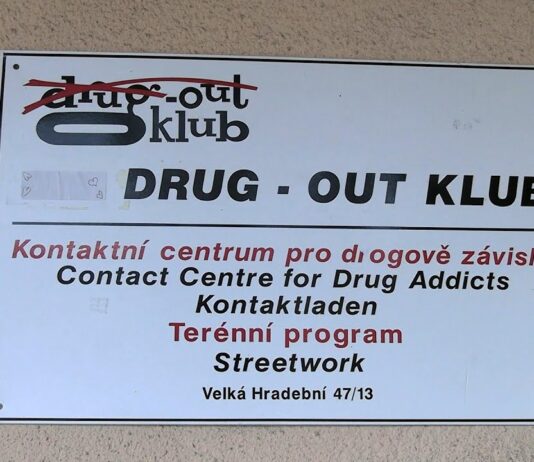 drug-out
klub
DRUG - OUT KLUB
Kontaktní centrum pro drogově závisl
Contact Centre for Drug Addicts
Kontaktladen
Terénní program
Streetwork
Velká Hradební 47/13